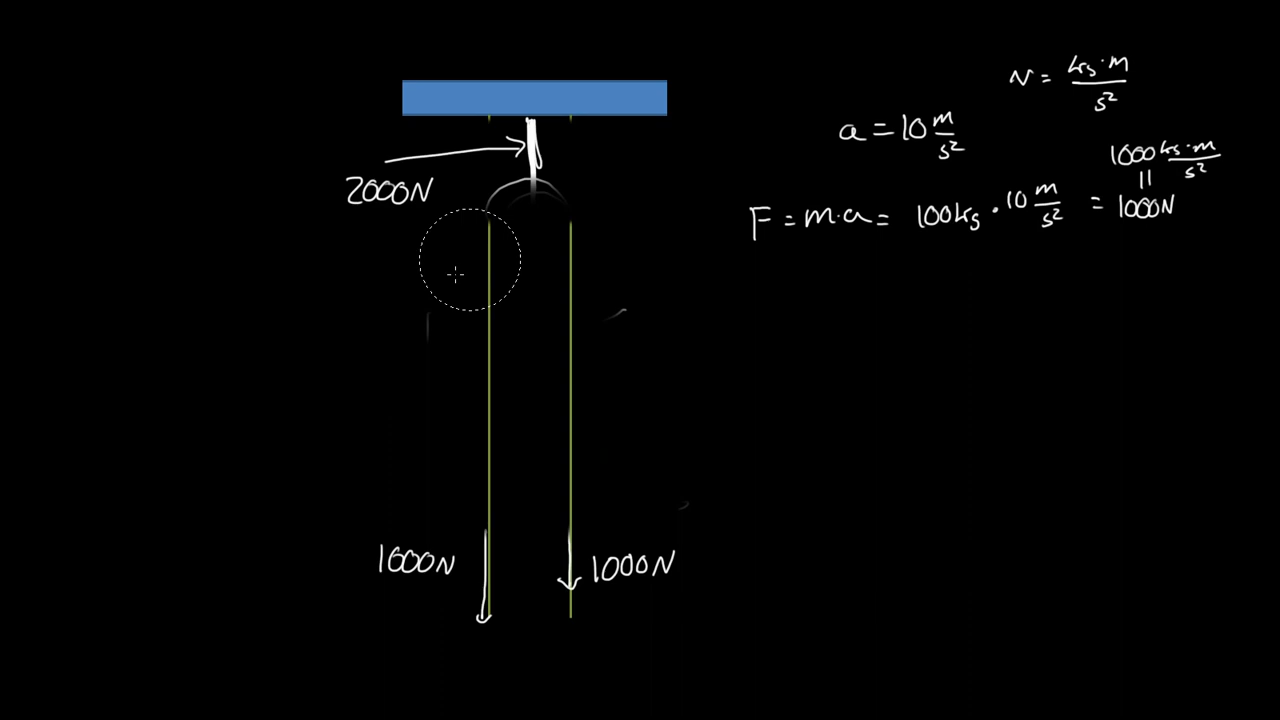 N = kg·m/s²
a = 10 m/s²
1000 kg·m/s²
||
F = m·a = 100kg · 10 m/s² = 1000N
2000N
1000N
1000N